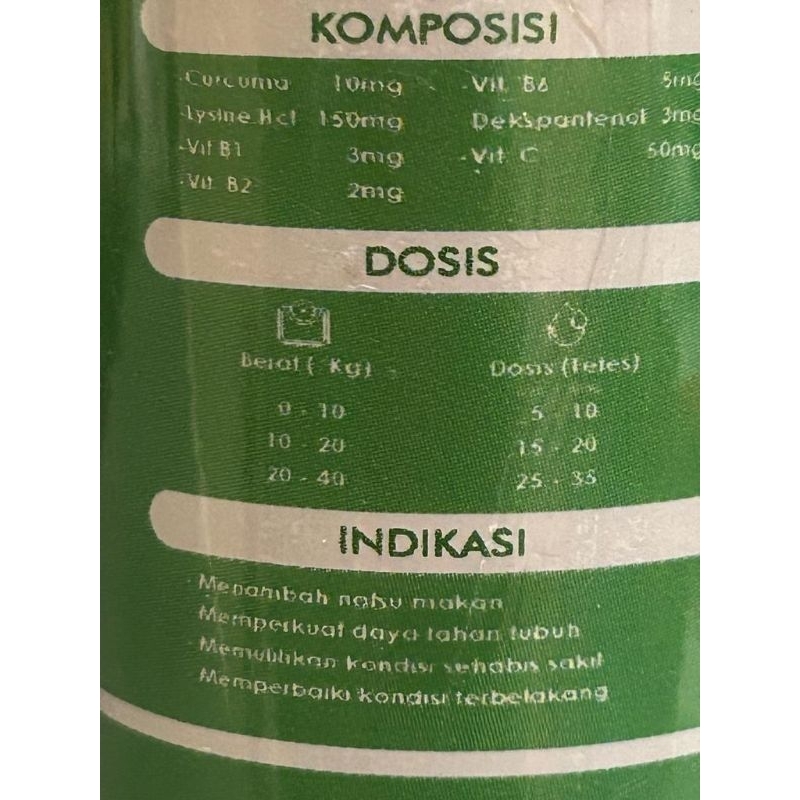 KOMPOSISI
-Curcuma 10mg -Vit. B6 5mg
Lysine Hcl 150mg Dekspantenol 3mg
-Vit B1 3mg -Vit C 50mg
-Vit B2 2mg
DOSIS
Berat ( Kg) Dosis (Tetes)
0 - 10 5 - 10
10 - 20 15 - 20
20 - 40 25 - 35
INDIKASI
- Menambah nafsu makan
- Memperkuat daya tahan tubuh
- Memulihkan kondisi sehabis sakit
- Memperbaiki kondisi terbelakang